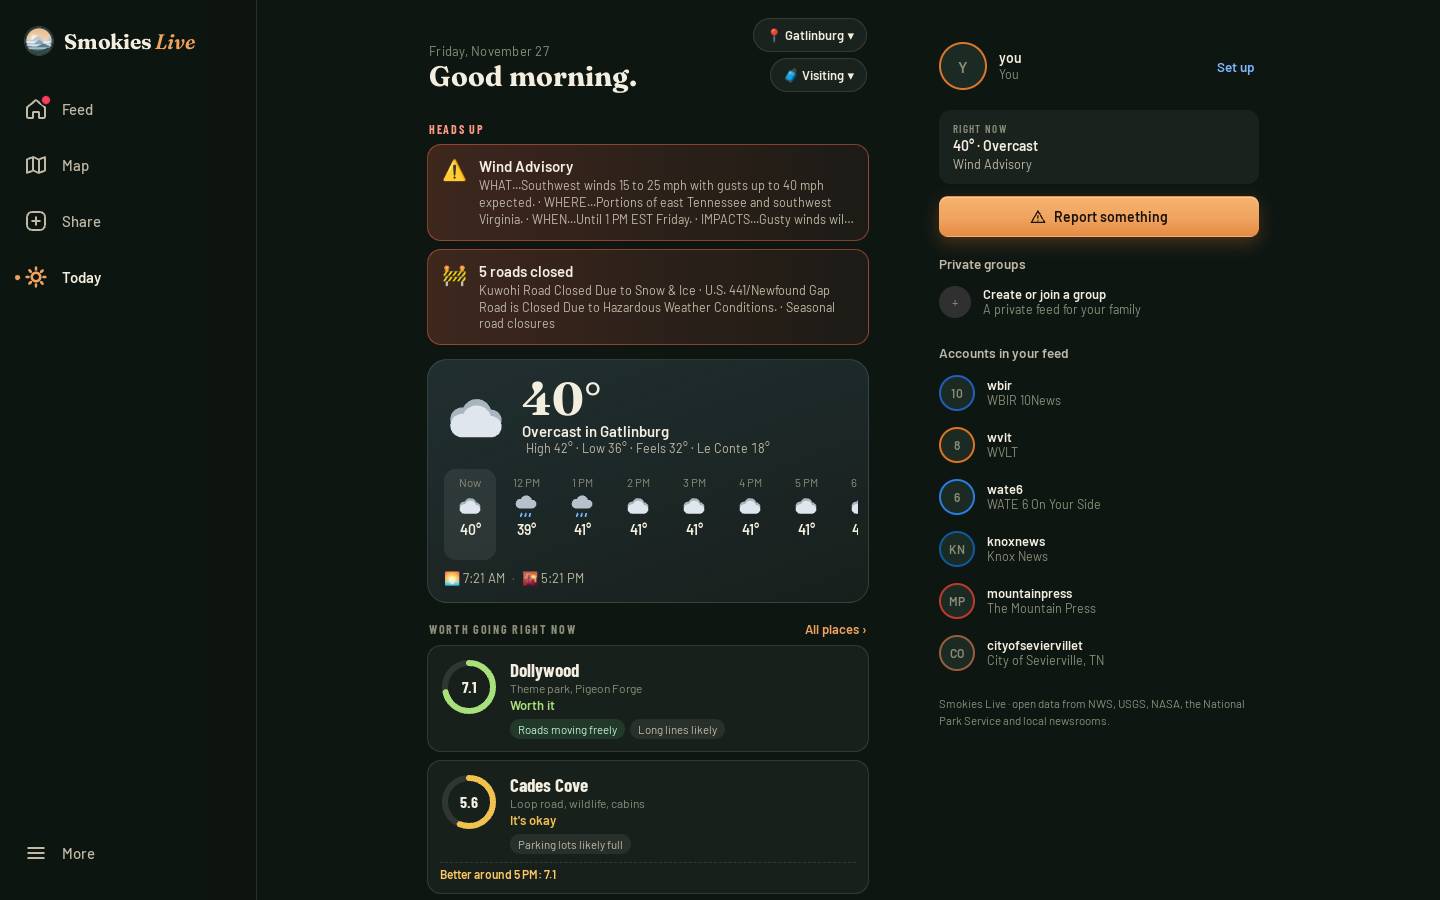 Smokies Live
Feed
Map
Share
Today
More
Friday, November 27
Good morning.
Gatlinburg ▾
Visiting ▾
HEADS UP
Wind Advisory
WHAT...Southwest winds 15 to 25 mph with gusts up to 40 mph
expected. · WHERE...Portions of east Tennessee and southwest
Virginia. · WHEN...Until 1 PM EST Friday. · IMPACTS...Gusty winds wil...
5 roads closed
Kuwohi Road Closed Due to Snow & Ice · U.S. 441/Newfound Gap
Road is Closed Due to Hazardous Weather Conditions. · Seasonal
road closures
40°
Overcast in Gatlinburg
High 42° · Low 36° · Feels 32° · Le Conte 18°
Now 12 PM 1 PM 2 PM 3 PM 4 PM 5 PM 6
40° 39° 41° 41° 41° 41° 41° 4
7:21 AM · 5:21 PM
WORTH GOING RIGHT NOW
All places ›
7.1
Dollywood
Theme park, Pigeon Forge
Worth it
Roads moving freely
Long lines likely
5.6
Cades Cove
Loop road, wildlife, cabins
It's okay
Parking lots likely full
Better around 5 PM: 7.1
Y
you
You
Set up
RIGHT NOW
40° · Overcast
Wind Advisory
Report something
Private groups
+
Create or join a group
A private feed for your family
Accounts in your feed
10
wbir
WBIR 10News
8
wvlt
WVLT
6
wate6
WATE 6 On Your Side
KN
knoxnews
Knox News
MP
mountainpress
The Mountain Press
CO
cityofseviervillet
City of Sevierville, TN
Smokies Live · open data from NWS, USGS, NASA, the National
Park Service and local newsrooms.